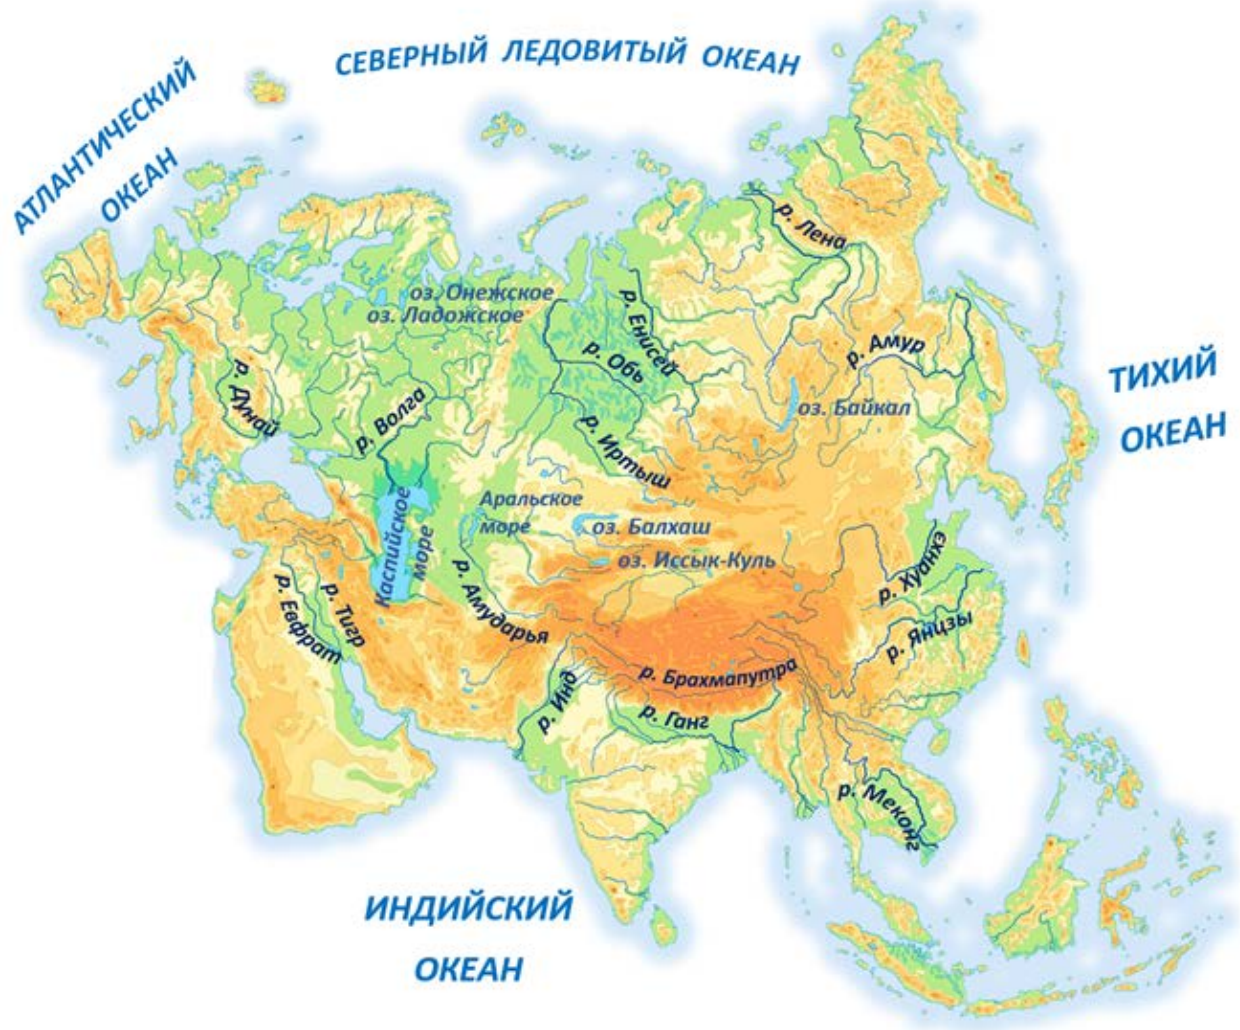 СЕВЕРНЫЙ ЛЕДОВИТЫЙ ОКЕАН
АТЛАНТИЧЕСКИЙ
ОКЕАН
р. Лена
оз. Онежское
оз. Ладожское
р. Енисей
р. Обь
р. Амур
ТИХИЙ
ОКЕАН
р. Дунай
р. Волга
оз. Байкал
р. Иртыш
Аральское
море
оз. Балхаш
Каспийское
море
оз. Иссык-Куль
р. Хуанхэ
р. Амударья
р. Тигр
р. Евфрат
р. Янцзы
р. Брахмапутра
р. Инд
р. Ганг
р. Меконг
ИНДИЙСКИЙ
ОКЕАН